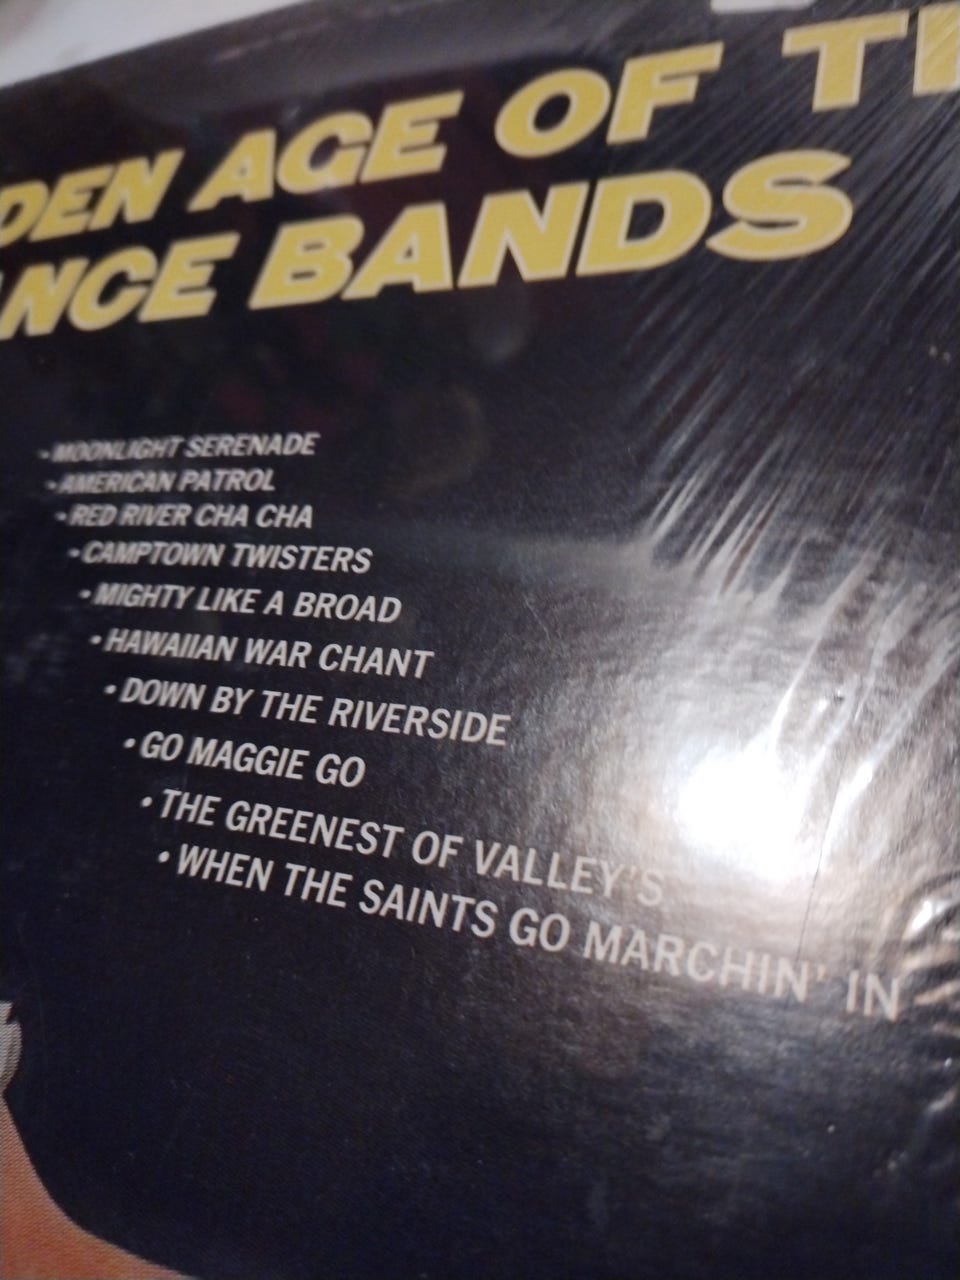 DEN AGE OF T
ANCE BANDS
• MOONLIGHT SERENADE
• AMERICAN PATROL
• RED RIVER CHA CHA
• CAMPTOWN TWISTERS
• MIGHTY LIKE A BROAD
• HAWAIIAN WAR CHANT
• DOWN BY THE RIVERSIDE
• GO MAGGIE GO
• THE GREENEST OF VALLEY'S
• WHEN THE SAINTS GO MARCHIN' IN